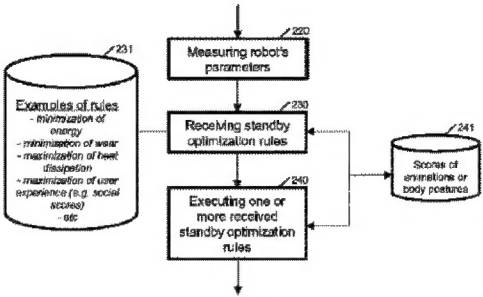 231
Examples of rules
- minimization of
energy
- minimization of wear
- maximization of heat
dissipation
- maximization of user
experience (e.g. social
scores)
- etc
220
Measuring robot's
parameters
230
Receiving standby
optimization rules
240
Executing one or
more received
standby optimization
rules
241
Scores of
animations or
body postures